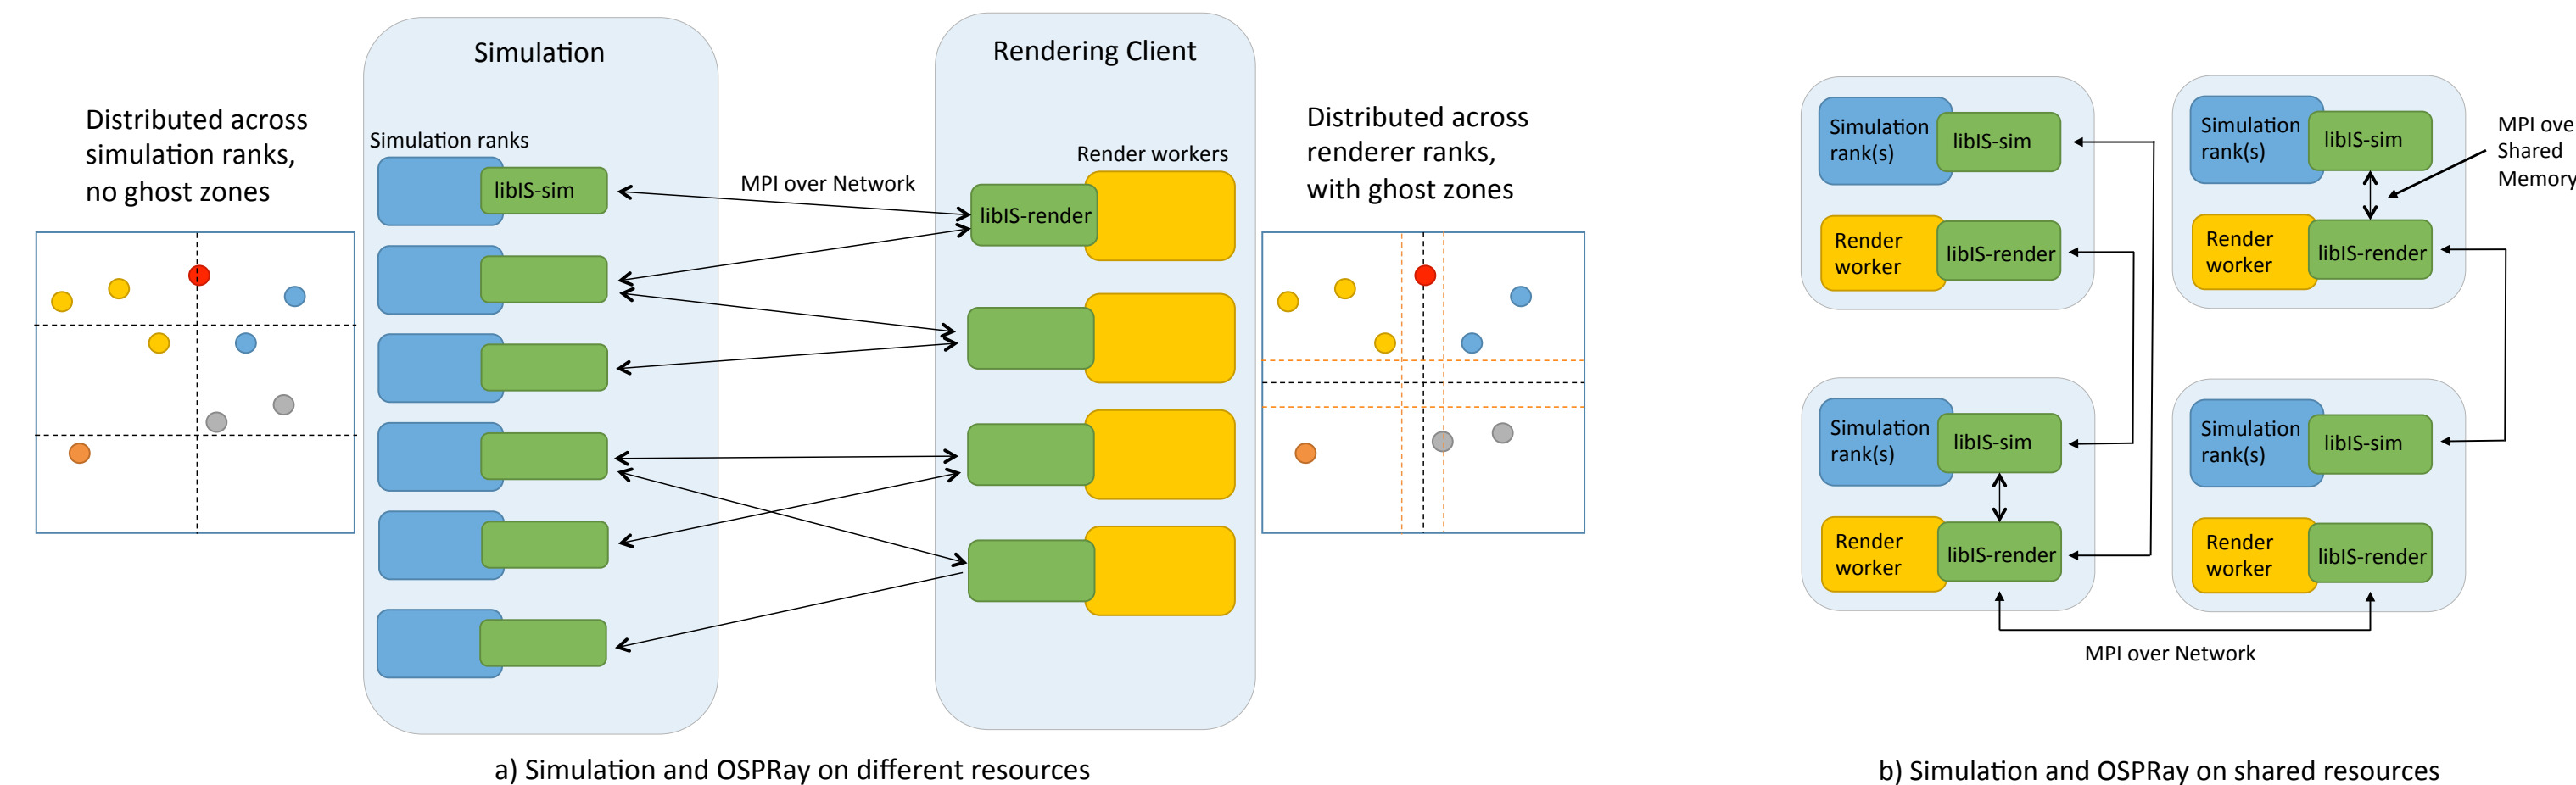 Simulation
Rendering Client
Distributed across
simulation ranks,
no ghost zones
Simulation ranks
libIS-sim
MPI over Network
Render workers
libIS-render
Distributed across
renderer ranks,
with ghost zones
a) Simulation and OSPRay on different resources
Simulation
rank(s)
libIS-sim
Render
worker
libIS-render
Simulation
rank(s)
libIS-sim
Render
worker
libIS-render
MPI ove
Shared
Memory
Simulation
rank(s)
libIS-sim
Render
worker
libIS-render
Simulation
rank(s)
libIS-sim
Render
worker
libIS-render
MPI over Network
b) Simulation and OSPRay on shared resources